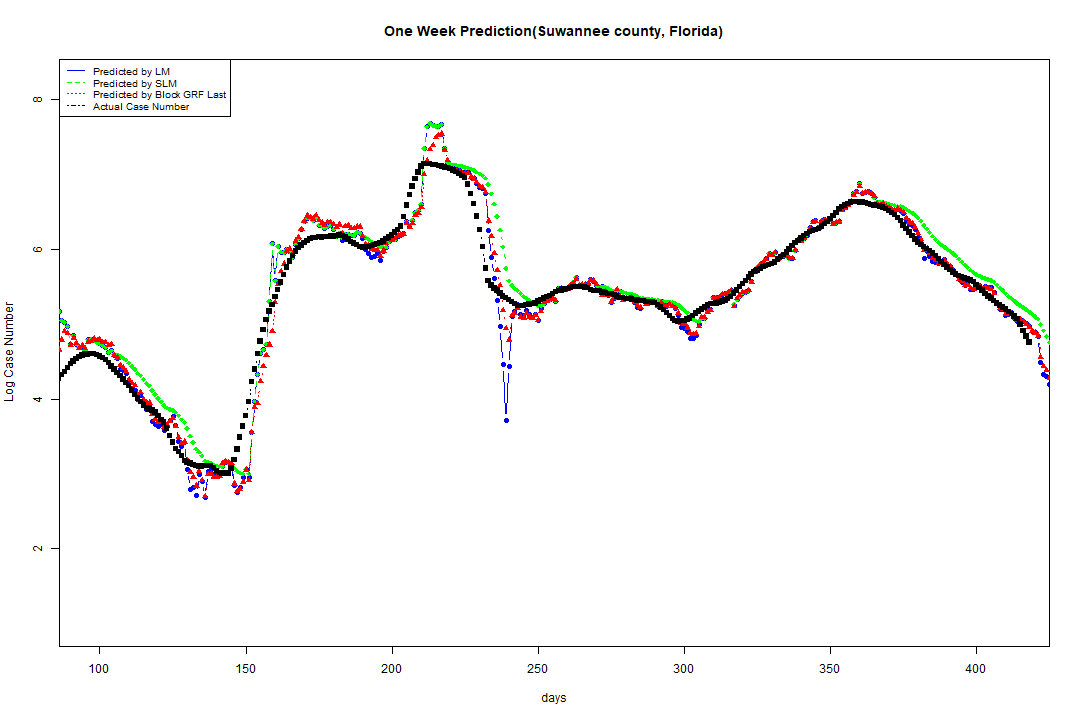 One Week Prediction(Suwannee county, Florida)
Predicted by LM
Predicted by SLM
Predicted by Block GRF Last
Actual Case Number
8
6
4
2
Log Case Number
100 150 200 250 300 350 400
days